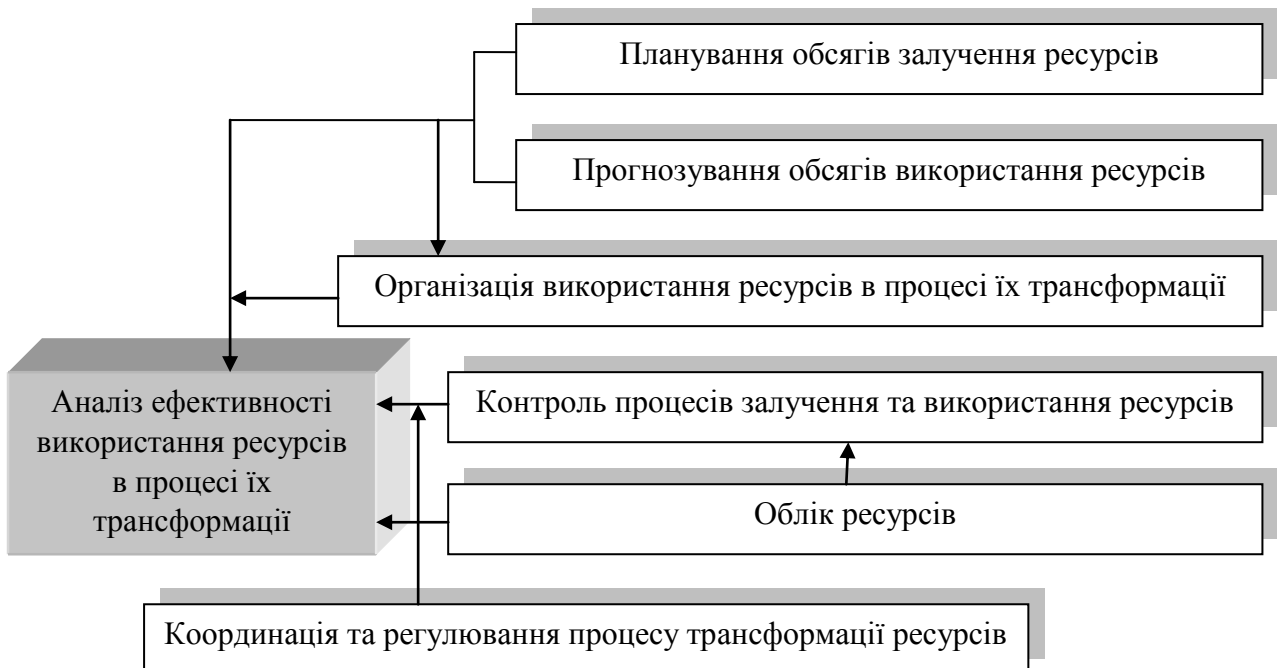 Планування обсягів залучення ресурсів
Прогнозування обсягів використання ресурсів
Організація використання ресурсів в процесі їх трансформації
Аналіз ефективності
використання ресурсів
в процесі їх
трансформації
Контроль процесів залучення та використання ресурсів
Облік ресурсів
Координація та регулювання процесу трансформації ресурсів